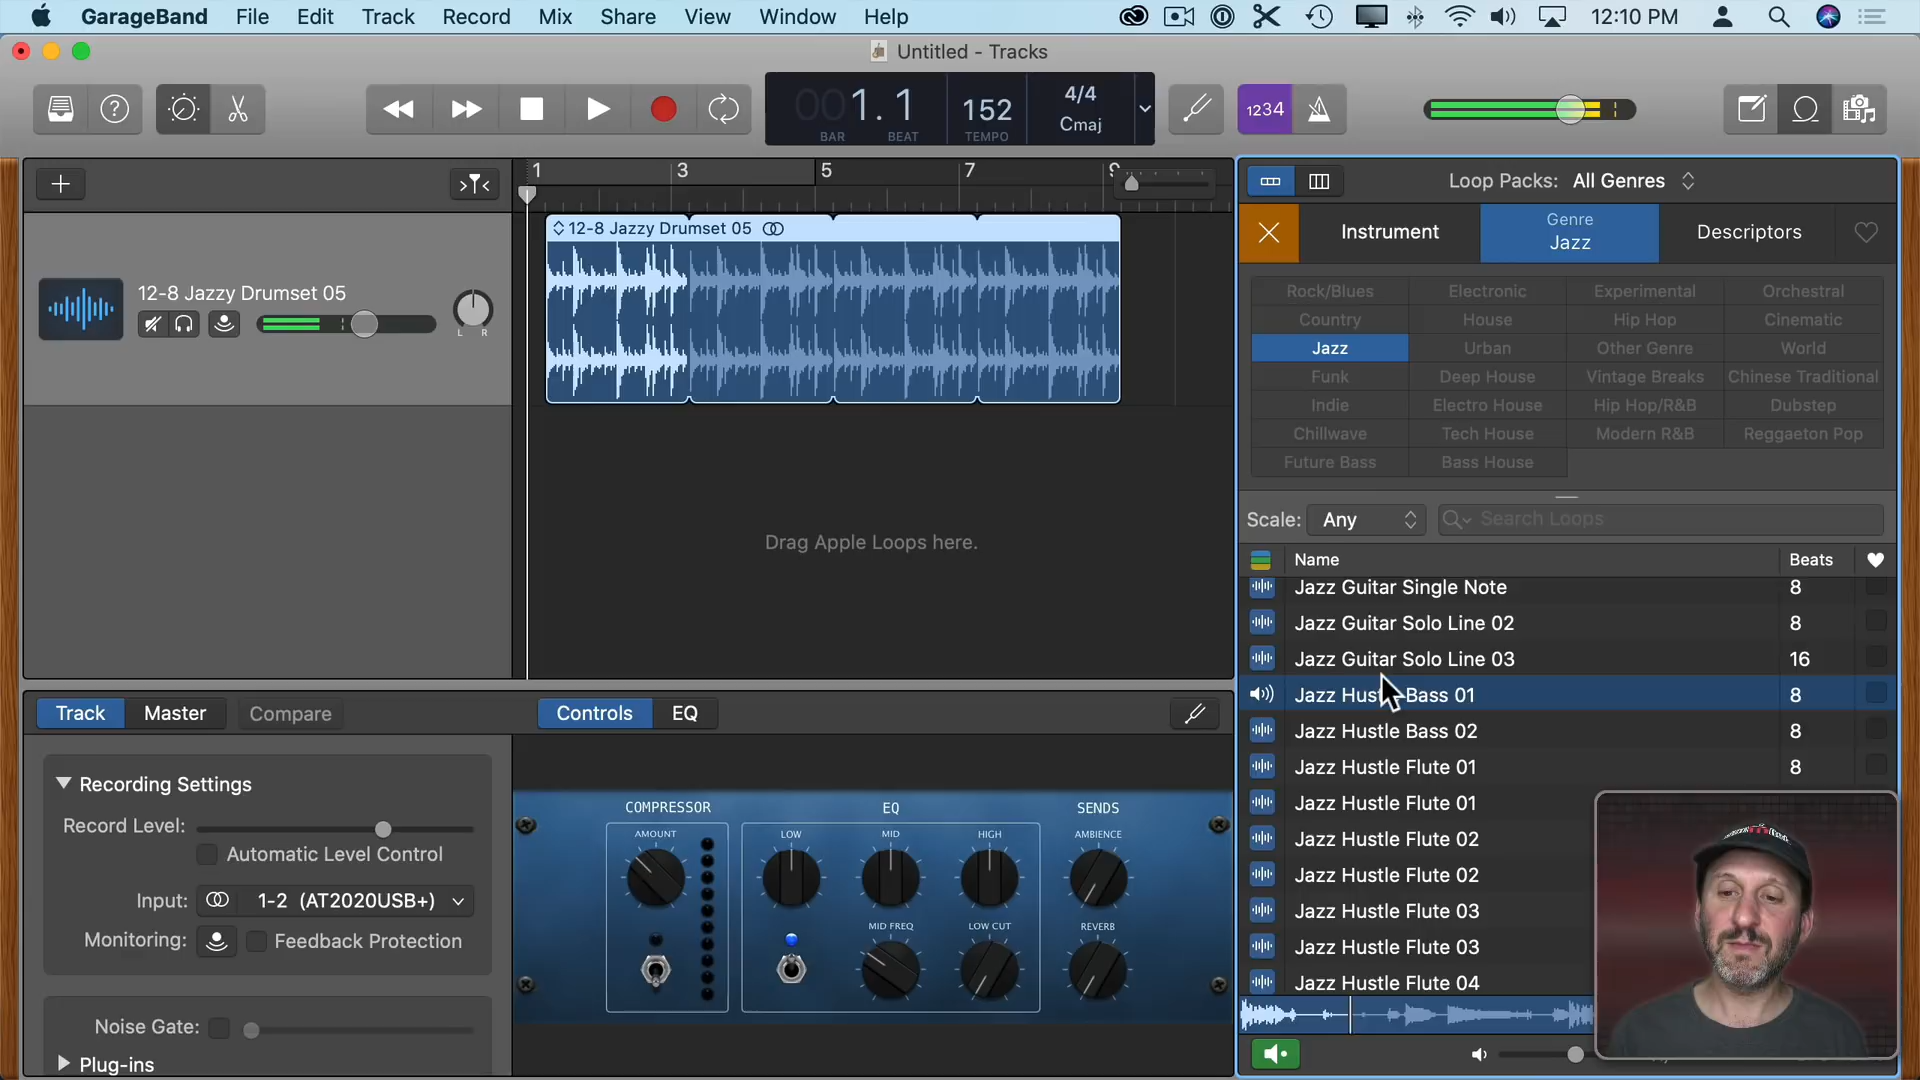 GarageBand File Edit Track Record Mix Share View Window Help 12:10 PM
Untitled - Tracks
001.1
BAR BEAT
152
TEMPO
4/4
Cmaj
1234
1 3 5 7 9
12-8 Jazzy Drumset 05
12-8 Jazzy Drumset 05
L R
Drag Apple Loops here.
Loop Packs: All Genres
Instrument
Genre
Jazz
Descriptors
Rock/Blues Electronic Experimental Orchestral
Country House Hip Hop Cinematic
Jazz Urban Other Genre World
Funk Deep House Vintage Breaks Chinese Traditional
Indie Electro House Hip Hop/R&B Dubstep
Chillwave Tech House Modern R&B Reggaeton Pop
Future Bass Bass House
Scale: Any Search Loops
Name Beats
Jazz Guitar Single Note 8
Jazz Guitar Solo Line 02 8
Jazz Guitar Solo Line 03 16
Jazz Hustle Bass 01 8
Jazz Hustle Bass 02 8
Jazz Hustle Flute 01 8
Jazz Hustle Flute 01
Jazz Hustle Flute 02
Jazz Hustle Flute 02
Jazz Hustle Flute 03
Jazz Hustle Flute 03
Jazz Hustle Flute 04
Track Master Compare
Controls EQ
Recording Settings
Record Level:
Automatic Level Control
Input: 1-2 (AT2020USB+)
Monitoring: Feedback Protection
Noise Gate:
Plug-ins
COMPRESSOR
AMOUNT
EQ
LOW MID HIGH
MID FREQ LOW CUT
SENDS
AMBIENCE
REVERB